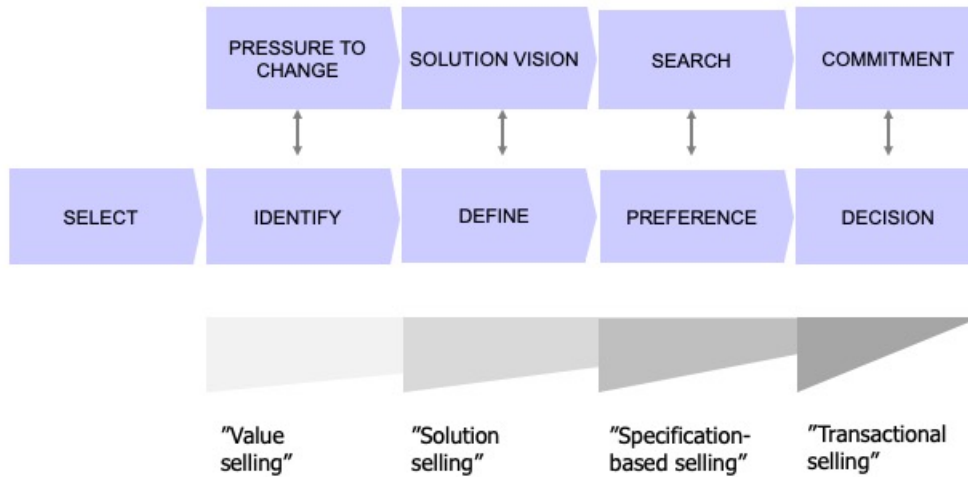 PRESSURE TO
CHANGE
SOLUTION VISION
SEARCH
COMMITMENT
SELECT
IDENTIFY
DEFINE
PREFERENCE
DECISION
”Value
selling”
”Solution
selling”
”Specification-
based selling”
”Transactional
selling”